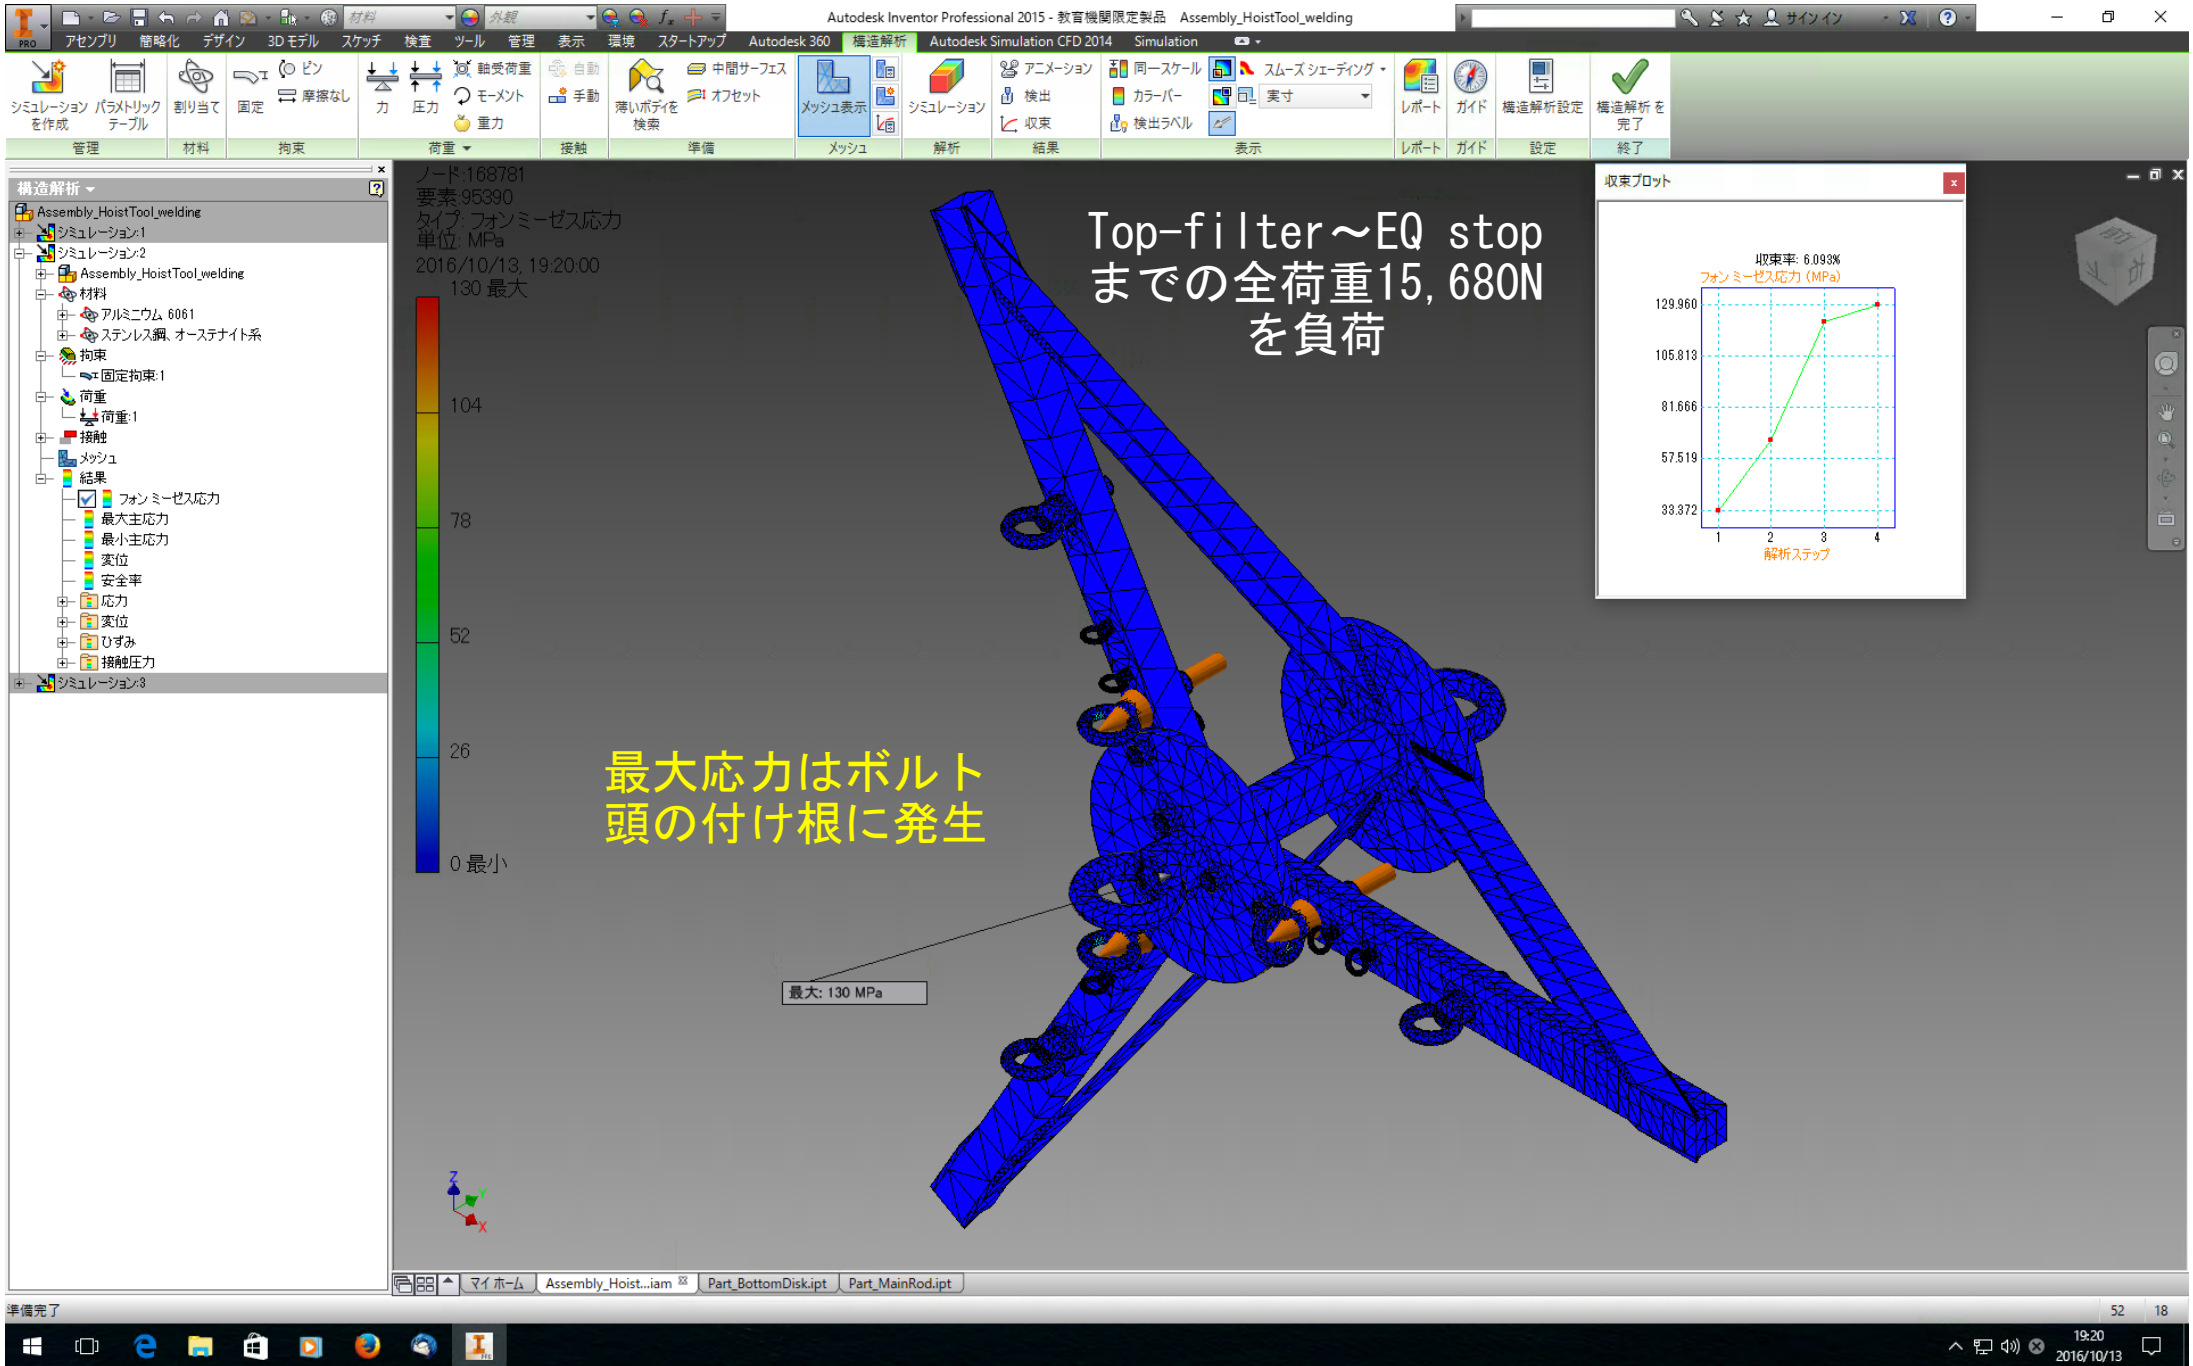 材料
外観
Autodesk Inventor Professional 2015 - 教育機関限定製品 Assembly_HoistTool_welding
サインイン
PRO
アセンブリ 簡略化 デザイン 3D モデル スケッチ 検査 ツール 管理 表示 環境 スタートアップ Autodesk 360 構造解析 Autodesk Simulation CFD 2014 Simulation
シミュレーションを作成
パラメトリックテーブル
割り当て
固定
ピン
摩擦なし
力
圧力
軸受荷重
モーメント
重力
自動
手動
薄いボディを検索
中間サーフェス
オフセット
メッシュ表示
シミュレーション
アニメーション
検出
収束
同一スケール
カラーバー
検出ラベル
スムーズ シェーディング
実寸
レポート
ガイド
構造解析設定
構造解析 を完了
管理 材料 拘束 荷重 接触 準備 メッシュ 解析 結果 表示 レポート ガイド 設定 終了
構造解析
Assembly_HoistTool_welding
シミュレーション:1
シミュレーション:2
Assembly_HoistTool_welding
材料
アルミニウム 6061
ステンレス鋼、オーステナイト系
拘束
固定拘束:1
荷重
荷重:1
接触
メッシュ
結果
フォン ミーゼス応力
最大主応力
最小主応力
変位
安全率
応力
変位
ひずみ
接触圧力
シミュレーション:3
ノード:168781
要素:95390
タイプ: フォンミーゼス応力
単位: MPa
2016/10/13, 19:20:00
130 最大
104
78
52
26
0 最小
Top-filter～EQ stop
までの全荷重15,680N
を負荷
最大応力はボルト
頭の付け根に発生
最大: 130 MPa
収束プロット
収束率: 6.093%
フォン ミーゼス応力 (MPa)
129.960
105.813
81.666
57.519
33.372
1 2 3 4
解析ステップ
Z
Y
X
マイ ホーム Assembly_Hoist...iam Part_BottomDisk.ipt Part_MainRod.ipt
準備完了
52 18
19:20
2016/10/13